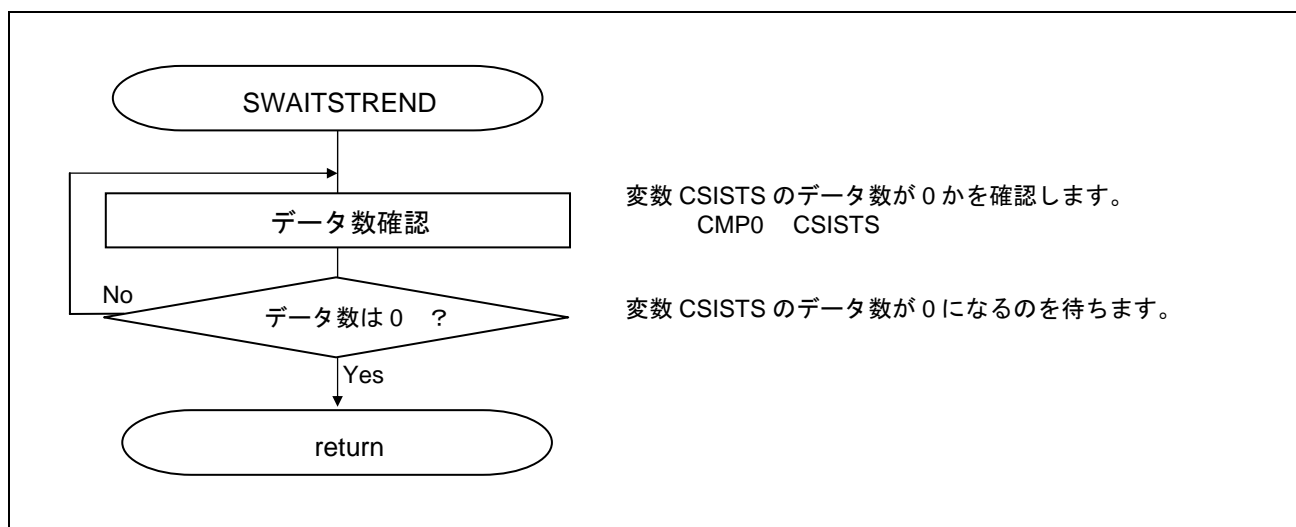 SWAITSTREND
データ数確認
変数 CSISTS のデータ数が 0 かを確認します。
CMP0 CSISTS
No
データ数は 0 ？
変数 CSISTS のデータ数が 0 になるのを待ちます。
Yes
return